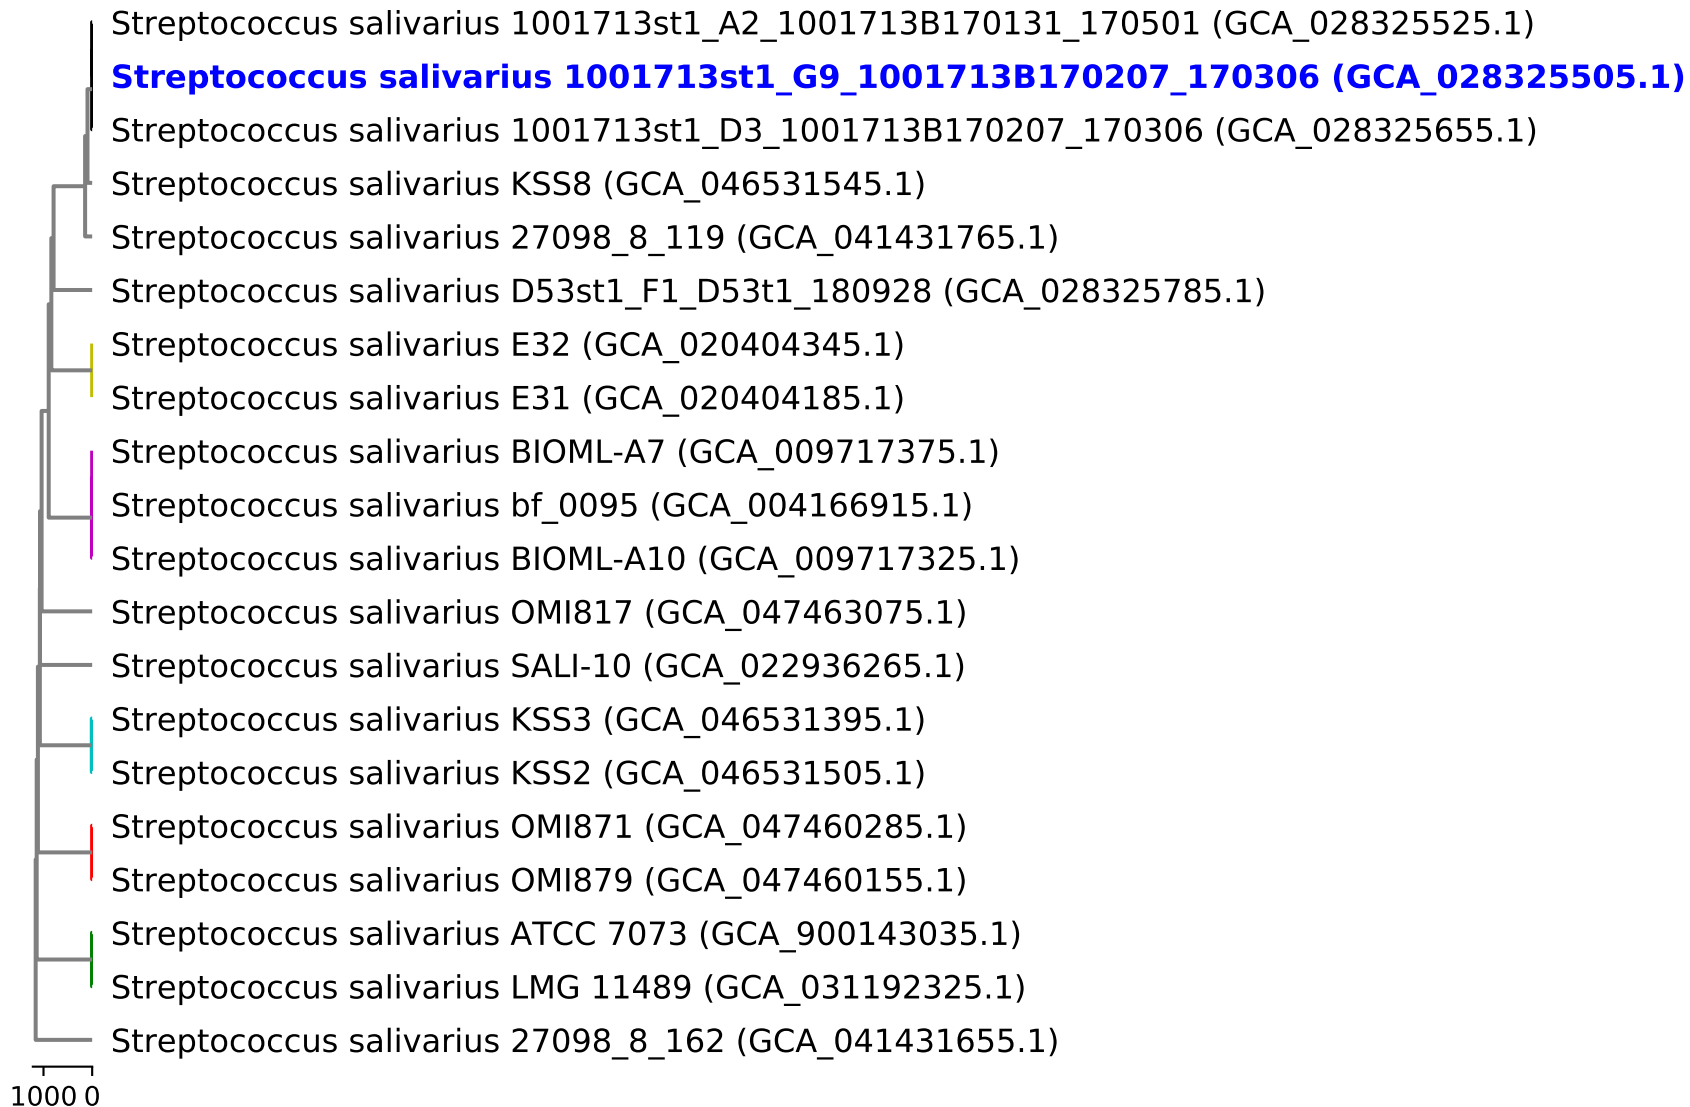 Streptococcus salivarius 1001713st1_A2_1001713B170131_170501 (GCA_028325525.1)
Streptococcus salivarius 1001713st1_G9_1001713B170207_170306 (GCA_028325505.1)
Streptococcus salivarius 1001713st1_D3_1001713B170207_170306 (GCA_028325655.1)
Streptococcus salivarius KSS8 (GCA_046531545.1)
Streptococcus salivarius 27098_8_119 (GCA_041431765.1)
Streptococcus salivarius D53st1_F1_D53t1_180928 (GCA_028325785.1)
Streptococcus salivarius E32 (GCA_020404345.1)
Streptococcus salivarius E31 (GCA_020404185.1)
Streptococcus salivarius BIOML-A7 (GCA_009717375.1)
Streptococcus salivarius bf_0095 (GCA_004166915.1)
Streptococcus salivarius BIOML-A10 (GCA_009717325.1)
Streptococcus salivarius OMI817 (GCA_047463075.1)
Streptococcus salivarius SALI-10 (GCA_022936265.1)
Streptococcus salivarius KSS3 (GCA_046531395.1)
Streptococcus salivarius KSS2 (GCA_046531505.1)
Streptococcus salivarius OMI871 (GCA_047460285.1)
Streptococcus salivarius OMI879 (GCA_047460155.1)
Streptococcus salivarius ATCC 7073 (GCA_900143035.1)
Streptococcus salivarius LMG 11489 (GCA_031192325.1)
Streptococcus salivarius 27098_8_162 (GCA_041431655.1)
1000 0